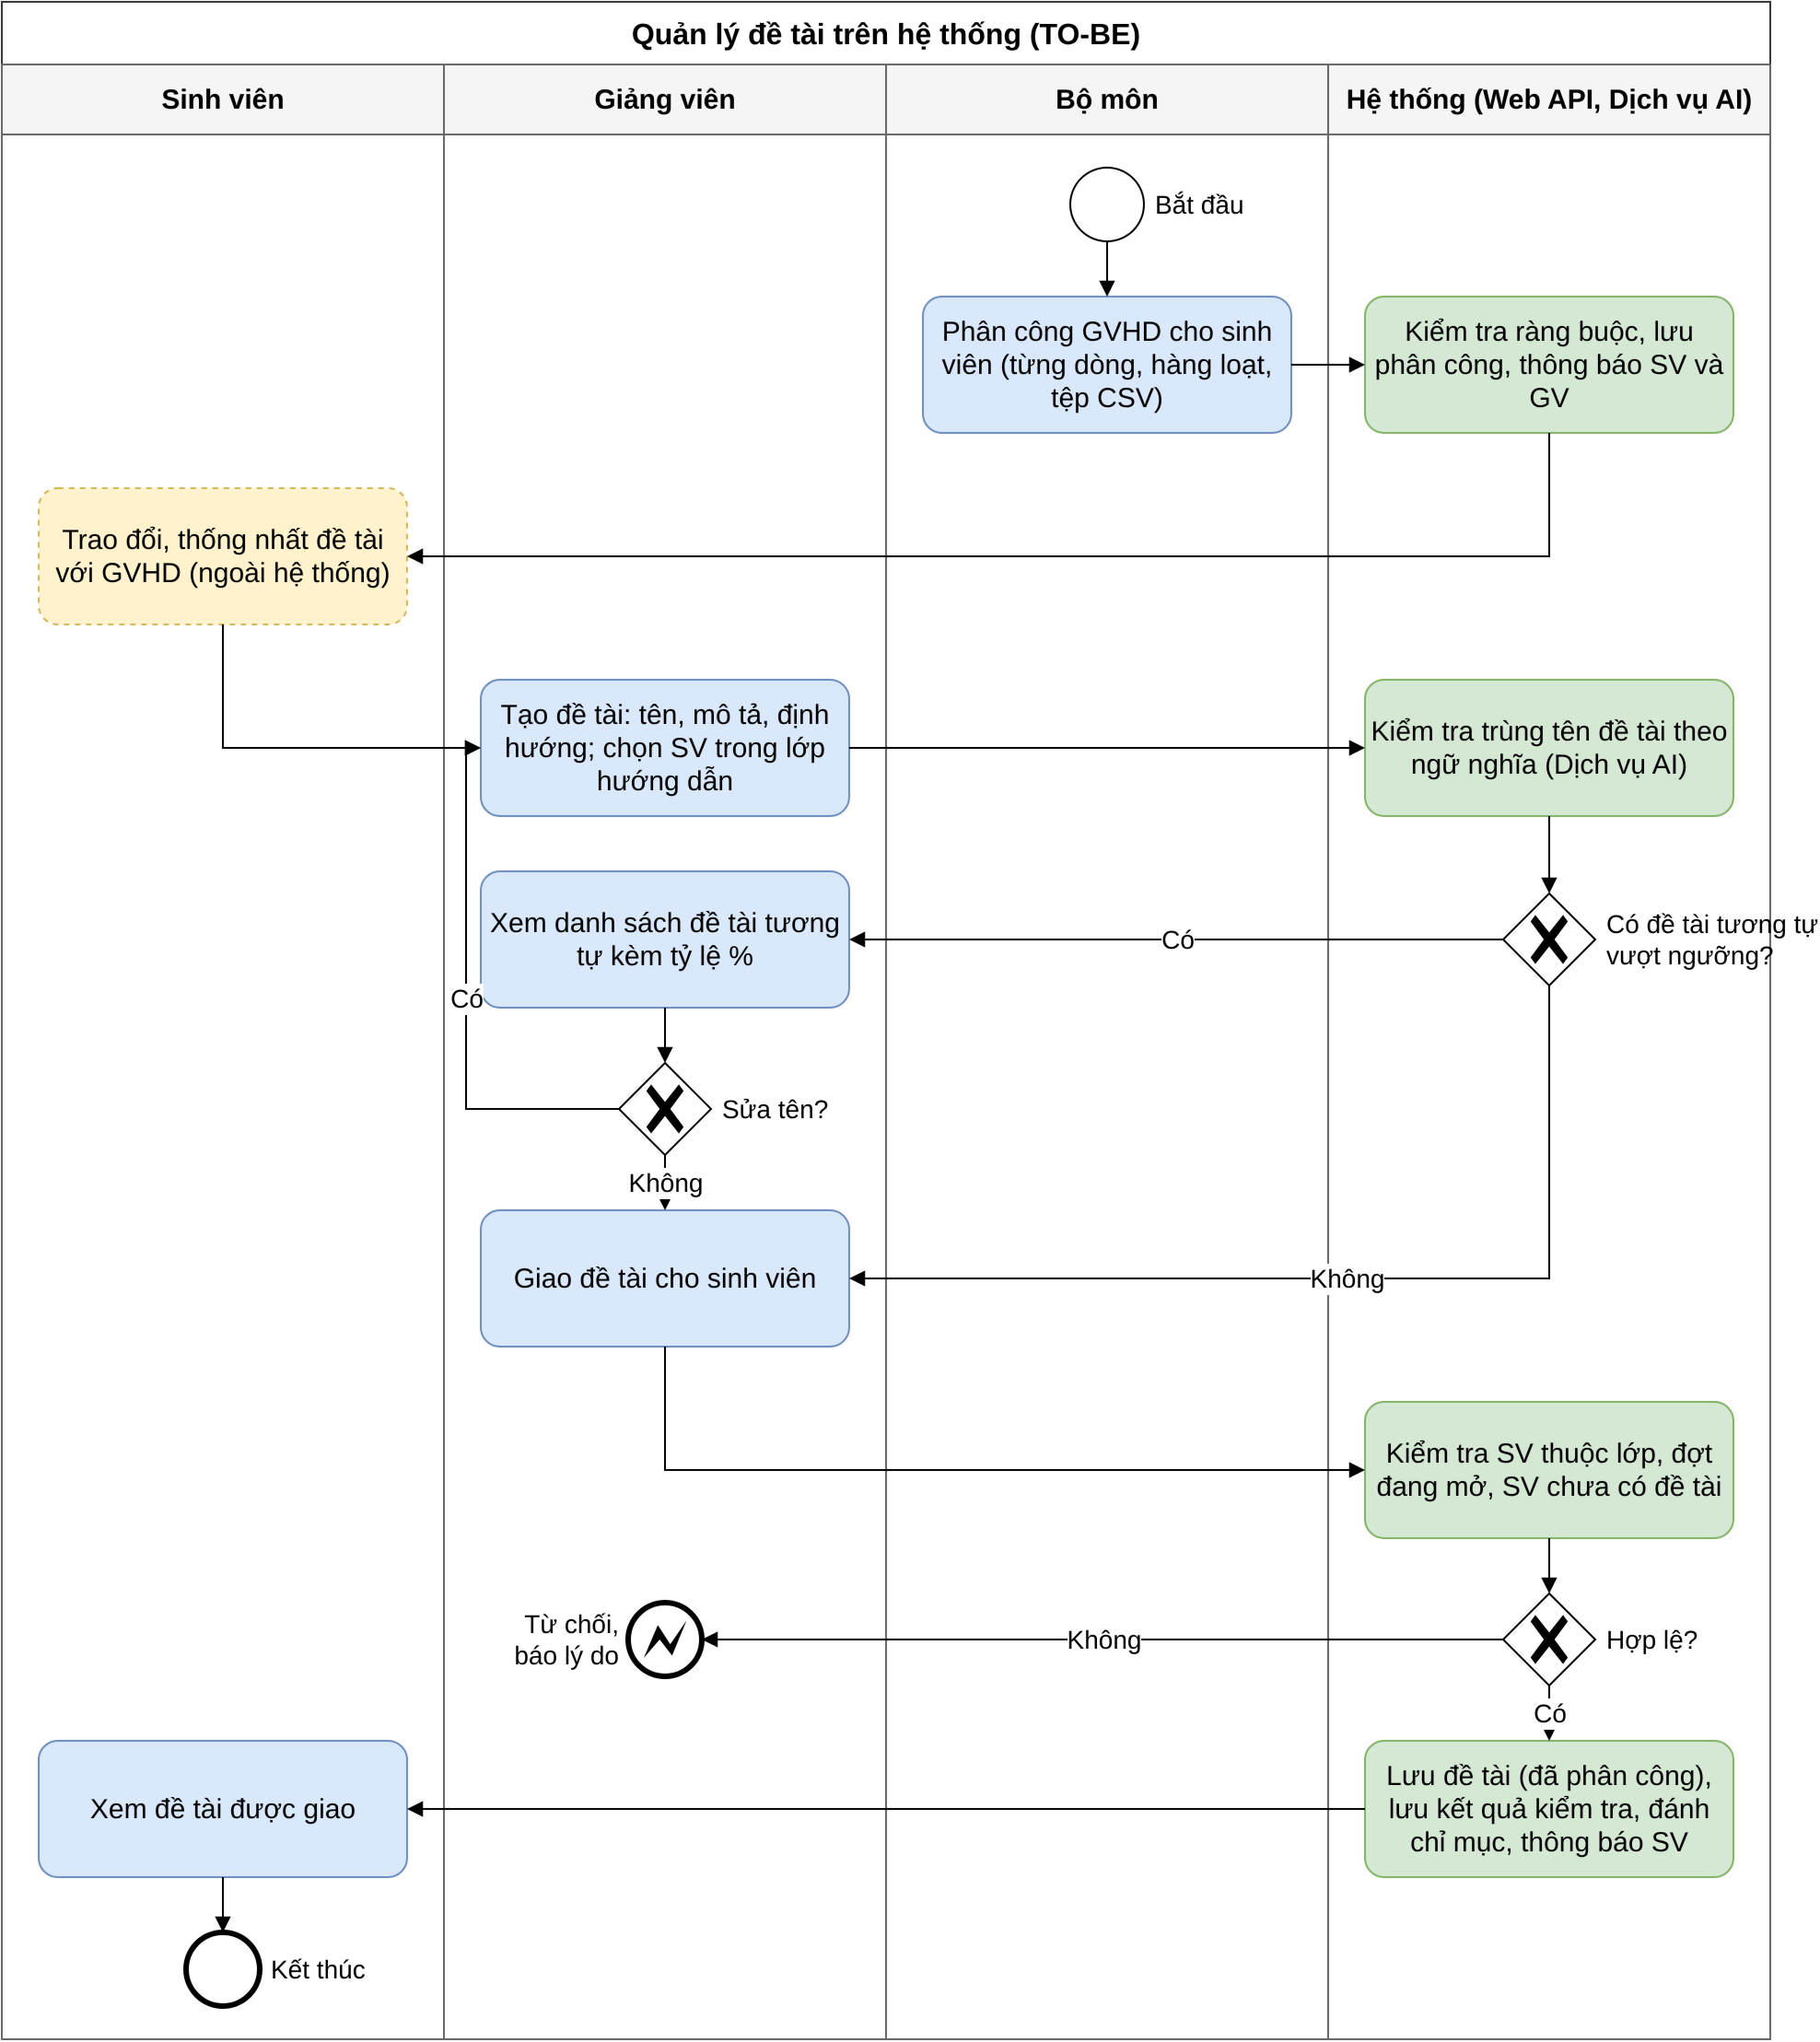 Quản lý đề tài trên hệ thống (TO-BE)
Sinh viên
Giảng viên
Bộ môn
Hệ thống (Web API, Dịch vụ AI)
Bắt đầu
Phân công GVHD cho sinh
viên (từng dòng, hàng loạt,
tệp CSV)
Kiểm tra ràng buộc, lưu
phân công, thông báo SV và
GV
Trao đổi, thống nhất đề tài
với GVHD (ngoài hệ thống)
Tạo đề tài: tên, mô tả, định
hướng; chọn SV trong lớp
hướng dẫn
Kiểm tra trùng tên đề tài theo
ngữ nghĩa (Dịch vụ AI)
Xem danh sách đề tài tương
tự kèm tỷ lệ %
Có
Có đề tài tương tự
vượt ngưỡng?
Có
Sửa tên?
Không
Giao đề tài cho sinh viên
Không
Kiểm tra SV thuộc lớp, đợt
đang mở, SV chưa có đề tài
Từ chối,
báo lý do
Không
Hợp lệ?
Có
Xem đề tài được giao
Lưu đề tài (đã phân công),
lưu kết quả kiểm tra, đánh
chỉ mục, thông báo SV
Kết thúc